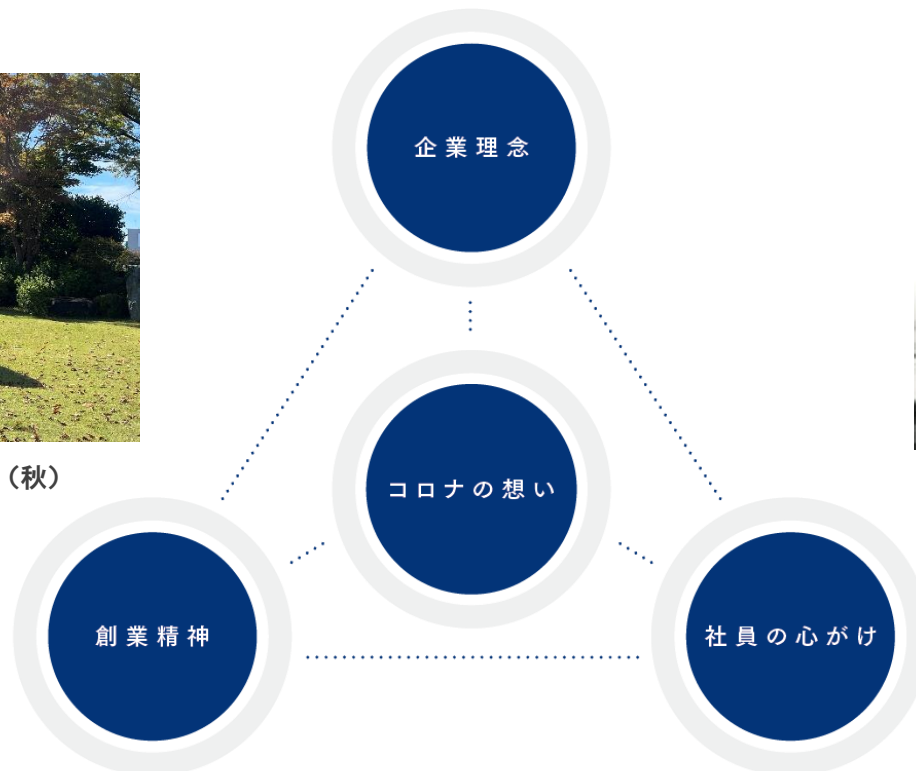 企業理念
コロナの想い
（秋）
創業精神
社員の心がけ